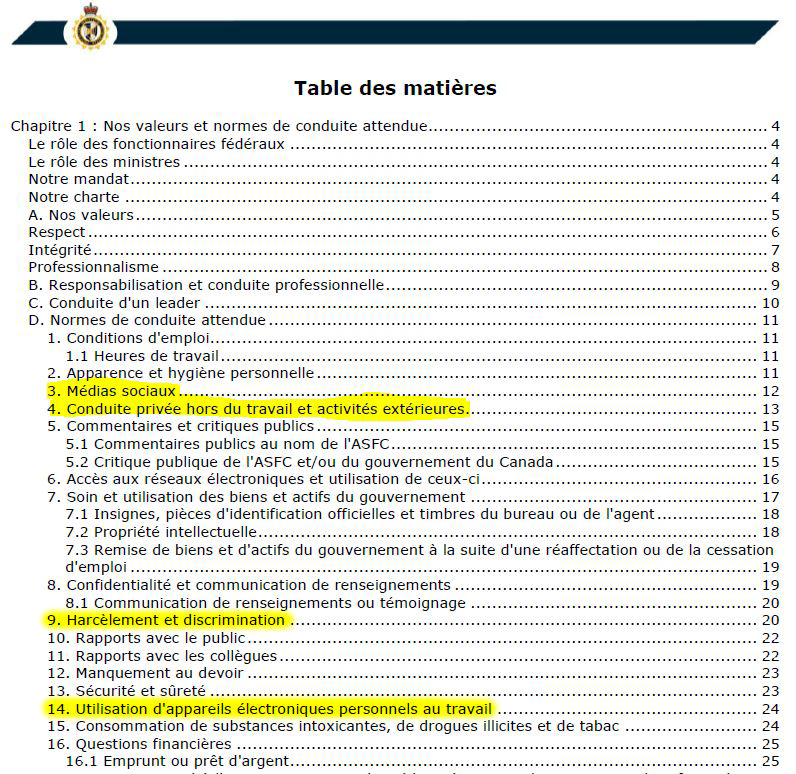 Table des matières
Chapitre 1 : Nos valeurs et normes de conduite attendue 4
Le rôle des fonctionnaires fédéraux 4
Le rôle des ministres 4
Notre mandat 4
Notre charte 4
A. Nos valeurs 5
Respect 6
Intégrité 7
Professionnalisme 8
B. Responsabilisation et conduite professionnelle 9
C. Conduite d'un leader 10
D. Normes de conduite attendue 11
1. Conditions d'emploi 11
1.1 Heures de travail 11
2. Apparence et hygiène personnelle 11
3. Médias sociaux 12
4. Conduite privée hors du travail et activités extérieures. 13
5. Commentaires et critiques publics 15
5.1 Commentaires publics au nom de l'ASFC 15
5.2 Critique publique de l'ASFC et/ou du gouvernement du Canada 15
6. Accès aux réseaux électroniques et utilisation de ceux-ci 16
7. Soin et utilisation des biens et actifs du gouvernement 17
7.1 Insignes, pièces d'identification officielles et timbres du bureau ou de l'agent 18
7.2 Propriété intellectuelle 18
7.3 Remise de biens et d'actifs du gouvernement à la suite d'une réaffectation ou de la cessation
d'emploi 19
8. Confidentialité et communication de renseignements 19
8.1 Communication de renseignements ou témoignage 20
9. Harcèlement et discrimination 20
10. Rapports avec le public 22
11. Rapports avec les collègues 22
12. Manquement au devoir 23
13. Sécurité et sûreté 23
14. Utilisation d'appareils électroniques personnels au travail 24
15. Consommation de substances intoxicantes, de drogues illicites et de tabac 24
16. Questions financières 25
16.1 Emprunt ou prêt d'argent 25